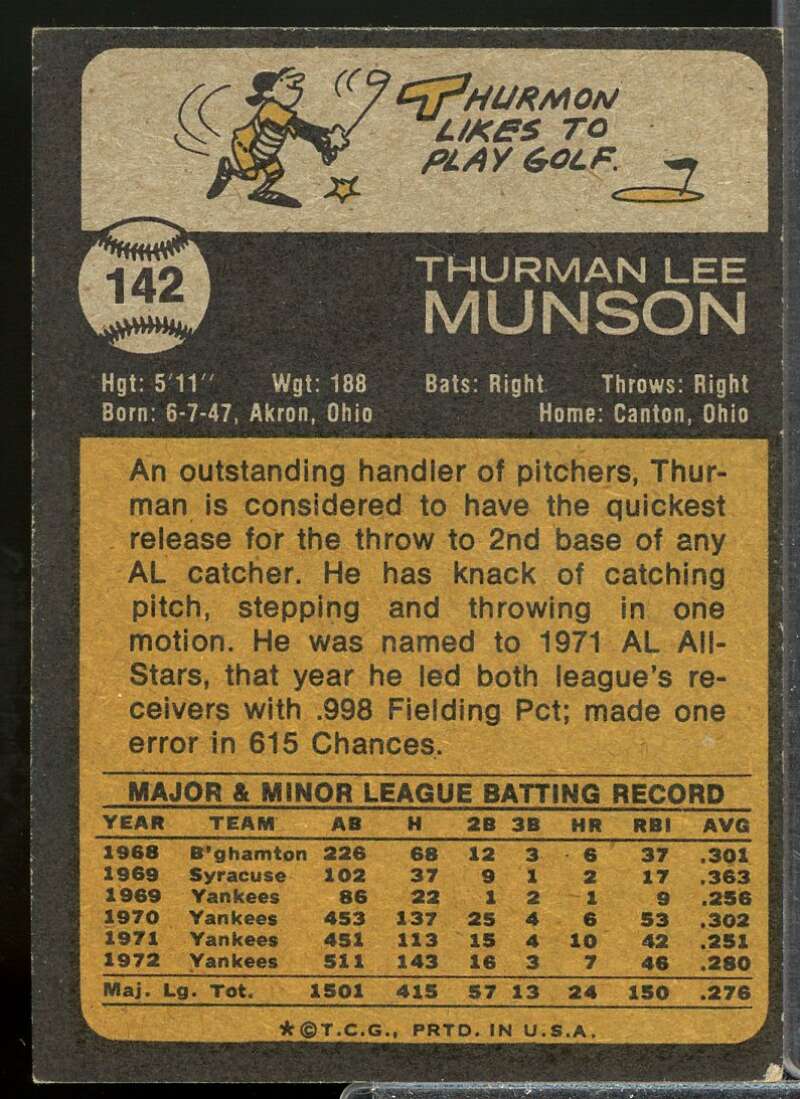 THURMON
LIKES TO
PLAY GOLF.
142
THURMAN LEE
MUNSON
Hgt: 5'11" Wgt: 188 Bats: Right Throws: Right
Born: 6-7-47, Akron, Ohio Home: Canton, Ohio
An outstanding handler of pitchers, Thur-
man is considered to have the quickest
release for the throw to 2nd base of any
AL catcher. He has knack of catching
pitch, stepping and throwing in one
motion. He was named to 1971 AL All-
Stars, that year he led both league's re-
ceivers with .998 Fielding Pct; made one
error in 615 Chances.
MAJOR & MINOR LEAGUE BATTING RECORD
YEAR TEAM AB H 2B 3B HR RBI AVG
1968 B'ghamton 226 68 12 3 6 37 .301
1969 Syracuse 102 37 9 1 2 17 .363
1969 Yankees 86 22 1 2 1 9 .256
1970 Yankees 453 137 25 4 6 53 .302
1971 Yankees 451 113 15 4 10 42 .251
1972 Yankees 511 143 16 3 7 46 .280
Maj. Lg. Tot. 1501 415 57 13 24 150 .276
*©T.C.G., PRTD. IN U.S.A.